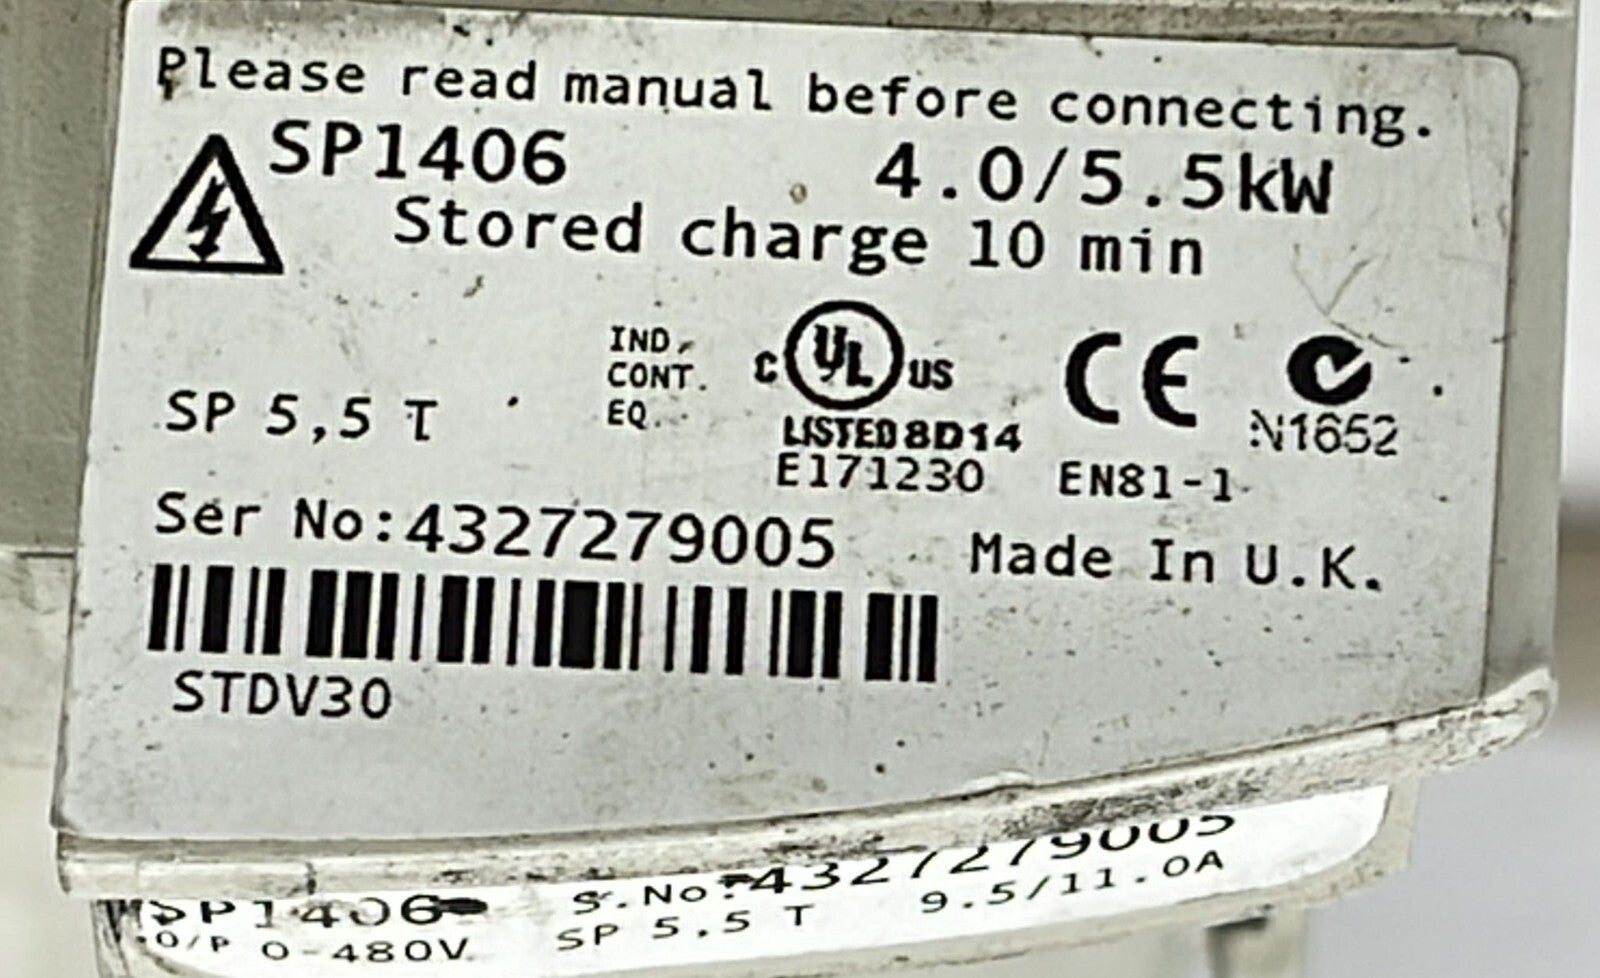 Please read manual before connecting.
SP1406 4.0/5.5kW
Stored charge 10 min
IND.
CONT.
EQ.
C UL US
LISTED 8D14
E171230
CE
N1652
EN81-1
SP 5,5 T
Ser No:4327279005 Made In U.K.
STDV30
SP1406 S.No:4327279005
O/P 0-480V SP 5,5 T 9.5/11.0A